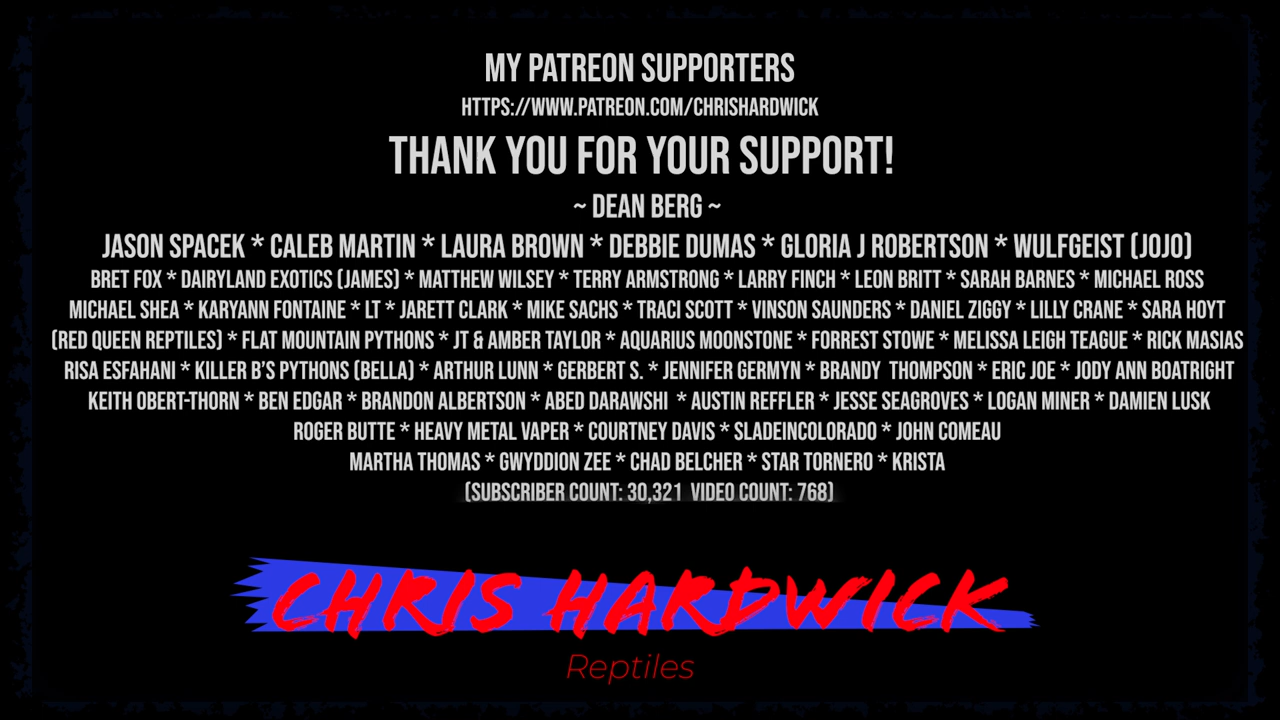 MY PATREON SUPPORTERS
HTTPS://WWW.PATREON.COM/CHRISHARDWICK
THANK YOU FOR YOUR SUPPORT!
~ DEAN BERG ~
JASON SPACEK * CALEB MARTIN * LAURA BROWN * DEBBIE DUMAS * GLORIA J ROBERTSON * WULFGEIST (JOJO)
BRET FOX * DAIRYLAND EXOTICS (JAMES) * MATTHEW WILSEY * TERRY ARMSTRONG * LARRY FINCH * LEON BRITT * SARAH BARNES * MICHAEL ROSS
MICHAEL SHEA * KARYANN FONTAINE * LT * JARETT CLARK * MIKE SACHS * TRACI SCOTT * VINSON SAUNDERS * DANIEL ZIGGY * LILLY CRANE * SARA HOYT
(RED QUEEN REPTILES) * FLAT MOUNTAIN PYTHONS * JT & AMBER TAYLOR * AQUARIUS MOONSTONE * FORREST STOWE * MELISSA LEIGH TEAGUE * RICK MASIAS
RISA ESFAHANI * KILLER B'S PYTHONS (BELLA) * ARTHUR LUNN * GERBERT S. * JENNIFER GERMYN * BRANDY THOMPSON * ERIC JOE * JODY ANN BOATRIGHT
KEITH OBERT-THORN * BEN EDGAR * BRANDON ALBERTSON * ABED DARAWSHI * AUSTIN REFFLER * JESSE SEAGROVES * LOGAN MINER * DAMIEN LUSK
ROGER BUTTE * HEAVY METAL VAPER * COURTNEY DAVIS * SLADEINCOLORADO * JOHN COMEAU
MARTHA THOMAS * GWYDDION ZEE * CHAD BELCHER * STAR TORNERO * KRISTA
(SUBSCRIBER COUNT: 30,321 VIDEO COUNT: 768)
CHRIS HARDWICK
Reptiles